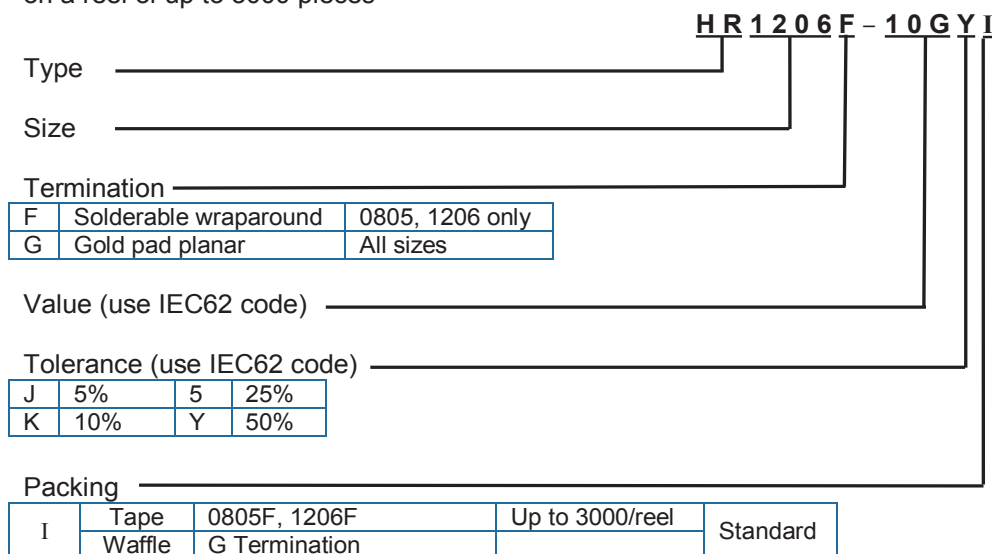 HR1206F – 10GYI
Type
Size
Termination
F Solderable wraparound 0805, 1206 only
G Gold pad planar All sizes
Value (use IEC62 code)
Tolerance (use IEC62 code)
J 5% 5 25%
K 10% Y 50%
Packing
I Tape 0805F, 1206F Up to 3000/reel Standard
Waffle G Termination